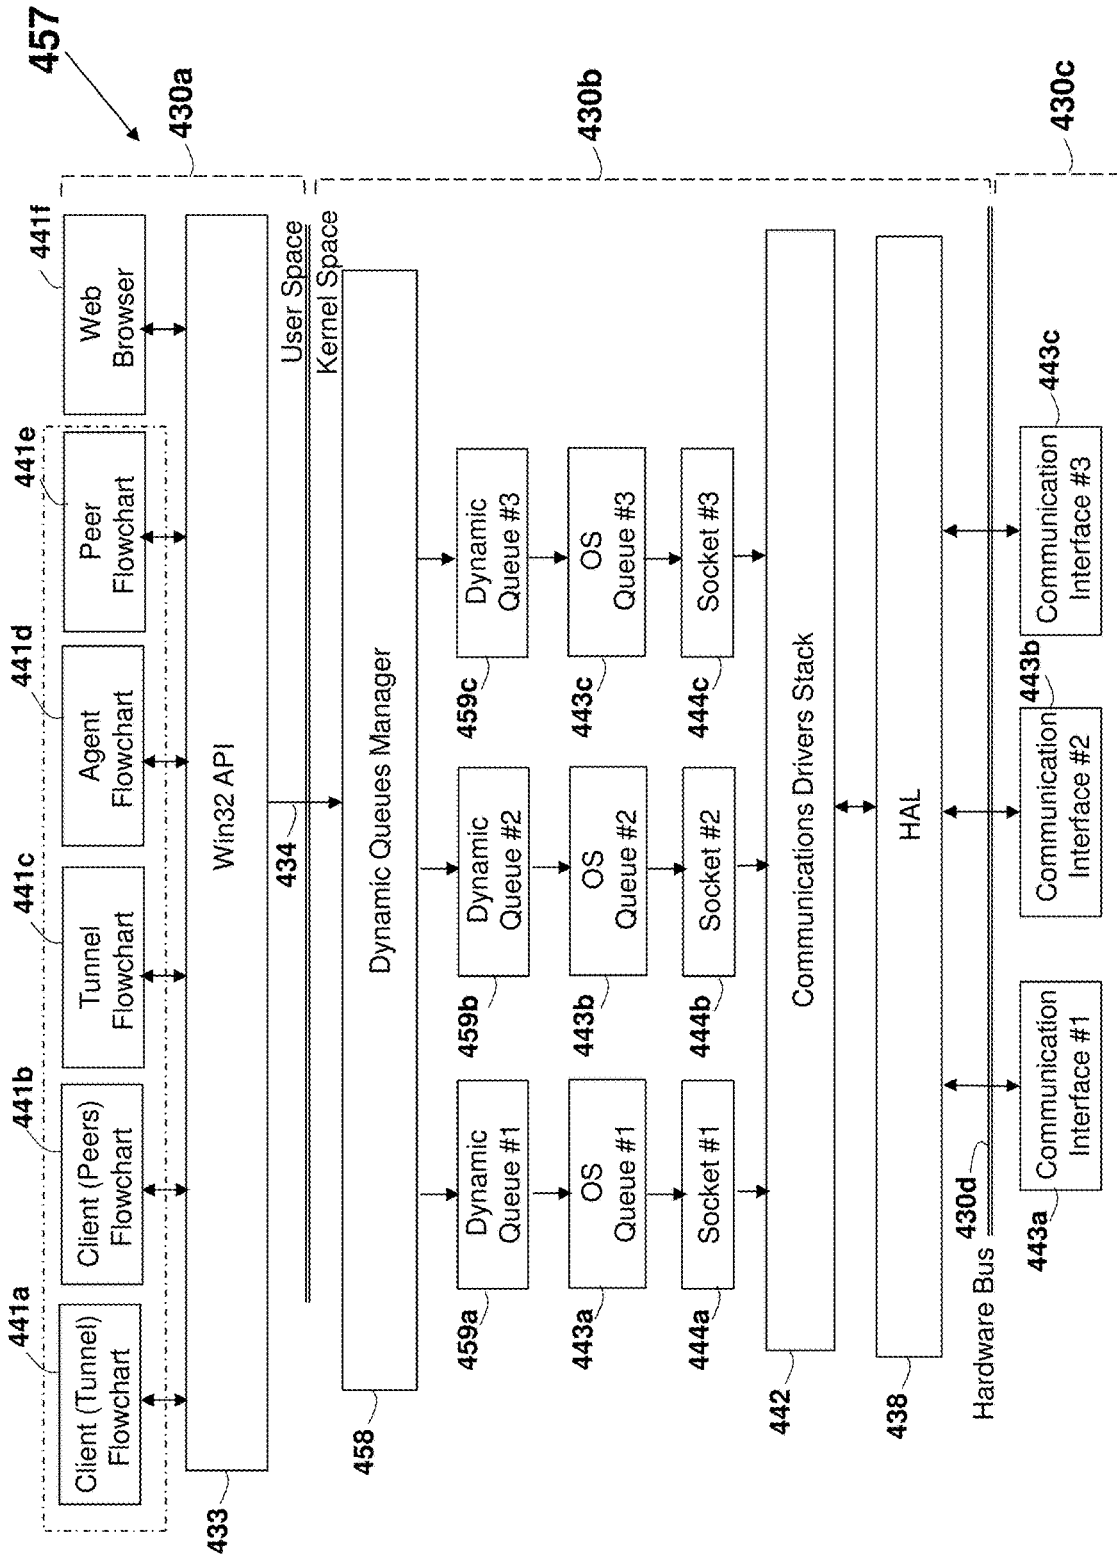 457
430a
430b
430c
441a
441b
441c
441d
441e
441f
Client (Tunnel)
Flowchart
Client (Peers)
Flowchart
Tunnel
Flowchart
Agent
Flowchart
Peer
Flowchart
Web
Browser
433
Win32 API
434
User Space
Kernel Space
458
Dynamic Queues Manager
459a
Dynamic
Queue #1
459b
Dynamic
Queue #2
459c
Dynamic
Queue #3
443a
OS
Queue #1
443b
OS
Queue #2
443c
OS
Queue #3
444a
Socket #1
444b
Socket #2
444c
Socket #3
442
Communications Drivers Stack
438
HAL
Hardware Bus
430d
443a
Communication
Interface #1
443b
Communication
Interface #2
443c
Communication
Interface #3